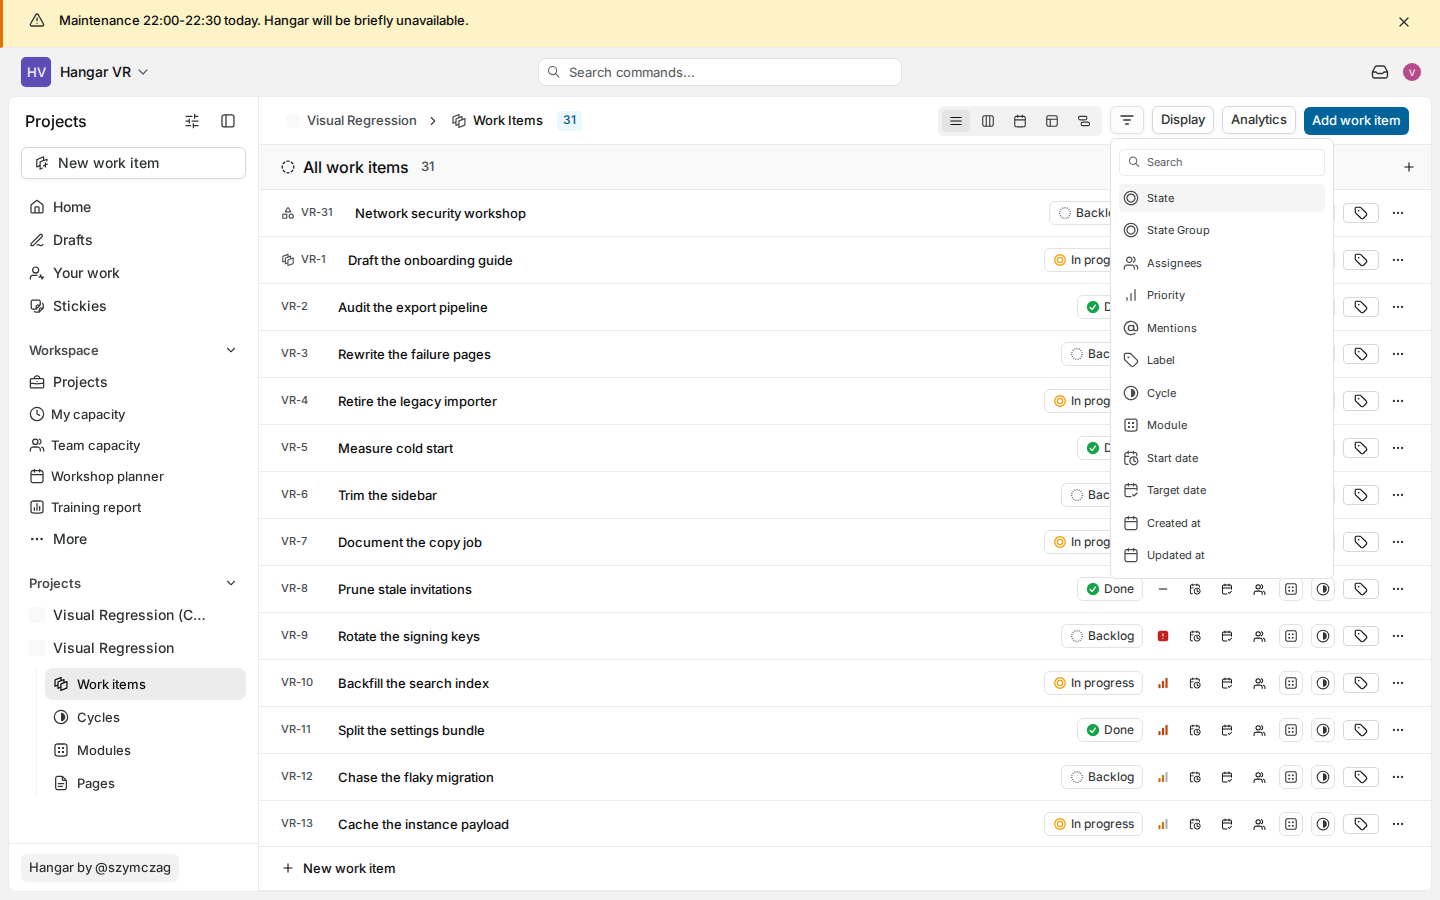 Maintenance 22:00-22:30 today. Hangar will be briefly unavailable.
HV Hangar VR
Search commands...
V
Projects
New work item
Home
Drafts
Your work
Stickies
Workspace
Projects
My capacity
Team capacity
Workshop planner
Training report
More
Projects
Visual Regression (C...
Visual Regression
Work items
Cycles
Modules
Pages
Hangar by @szymczag
Visual Regression
Work Items 31
Display
Analytics
Add work item
All work items 31
VR-31 Network security workshop
VR-1 Draft the onboarding guide
VR-2 Audit the export pipeline
VR-3 Rewrite the failure pages
VR-4 Retire the legacy importer
VR-5 Measure cold start
VR-6 Trim the sidebar
VR-7 Document the copy job
VR-8 Prune stale invitations Done
VR-9 Rotate the signing keys Backlog
VR-10 Backfill the search index In progress
VR-11 Split the settings bundle Done
VR-12 Chase the flaky migration Backlog
VR-13 Cache the instance payload In progress
New work item
Search
State
State Group
Assignees
Priority
Mentions
Label
Cycle
Module
Start date
Target date
Created at
Updated at